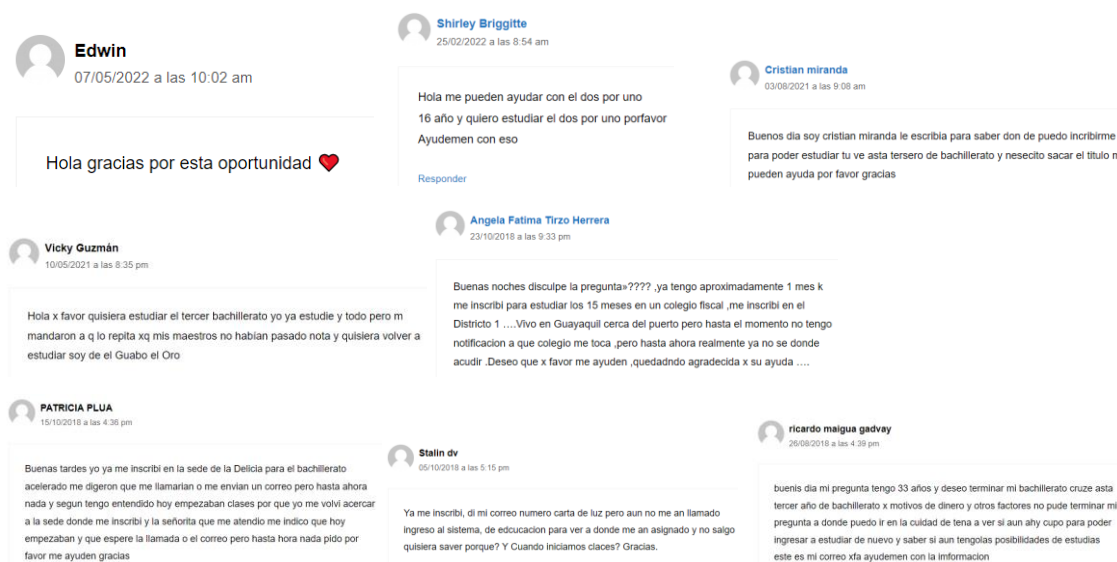 Edwin
07/05/2022 a las 10:02 am
Hola gracias por esta oportunidad ❤
Shirley Briggitte
25/02/2022 a las 8:54 am
Hola me pueden ayudar con el dos por uno
16 año y quiero estudiar el dos por uno porfavor
Ayudemen con eso
Responder
Cristian miranda
03/08/2021 a las 9:08 am
Buenos dia soy cristian miranda le escribia para saber don de puedo incribirme
para poder estudiar tu ve asta tersero de bachillerato y nesecito sacar el titulo m
pueden ayuda por favor gracias
Vicky Guzmán
10/05/2021 a las 8:35 pm
Hola x favor quisiera estudiar el tercer bachillerato yo ya estudie y todo pero m
mandaron a q lo repita xq mis maestros no habían pasado nota y quisiera volver a
estudiar soy de el Guabo el Oro
Angela Fatima Tirzo Herrera
23/10/2018 a las 9:33 pm
Buenas noches disculpe la pregunta»???? ,ya tengo aproximadamente 1 mes k
me inscribi para estudiar los 15 meses en un colegio fiscal ,me inscribi en el
Districto 1 ….Vivo en Guayaquil cerca del puerto pero hasta el momento no tengo
notificacion a que colegio me toca ,pero hasta ahora realmente ya no se donde
acudir .Deseo que x favor me ayuden ,quedadndo agradecida x su ayuda ….
PATRICIA PLUA
15/10/2018 a las 4:36 pm
Buenas tardes yo ya me inscribi en la sede de la Delicia para el bachillerato
acelerado me digeron que me llamarian o me envian un correo pero hasta ahora
nada y segun tengo entendido hoy empezaban clases por que yo me volvi acercar
a la sede donde me inscribi y la señorita que me atendio me indico que hoy
empezaban y que espere la llamada o el correo pero hasta hora nada pido por
favor me ayuden gracias
Stalin dv
05/10/2018 a las 5:15 pm
Ya me inscribi, di mi correo numero carta de luz pero aun no me an llamado
ingreso al sistema, de edcucacion para ver a donde me an asignado y no salgo
quisiera saver porque? Y Cuando iniciamos claces? Gracias.
ricardo maigua gadvay
26/08/2018 a las 4:39 pm
buenis dia mi pregunta tengo 33 años y deseo terminar mi bachillerato cruze asta
tercer año de bachillerato x motivos de dinero y otros factores no pude terminar mi
pregunta a donde puedo ir en la cuidad de tena a ver si aun ahy cupo para poder
ingresar a estudiar de nuevo y saber si aun tengolas posibilidades de estudias
este es mi correo xfa ayudemen con la imformacion